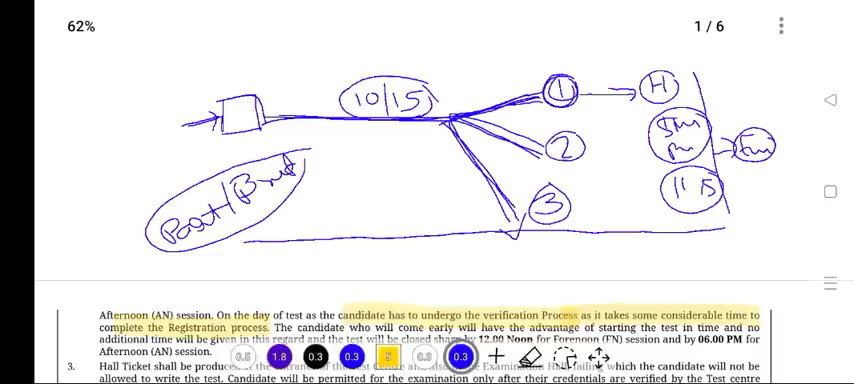 62%
1 / 6
10/15
1
H
2
3
11 15
Afternoon (AN) session. On the day of test as the candidate has to undergo the verification Process as it takes some considerable time to
complete the Registration process. The candidate who will come early will have the advantage of starting the test in time and no
additional time will be given in this regard and the test will be closed sharp by 12.00 Noon for Forenoon (FN) session and by 06.00 PM for
Afternoon (AN) session.
0.5
1.8
0.3
0.3
5
0.3
0.3
3. Hall Ticket shall be produce the Examination Hall failing which the candidate will not be
allowed to write the test. Candidate will be permitted for the examination only after their credentials are verified by the Test centre